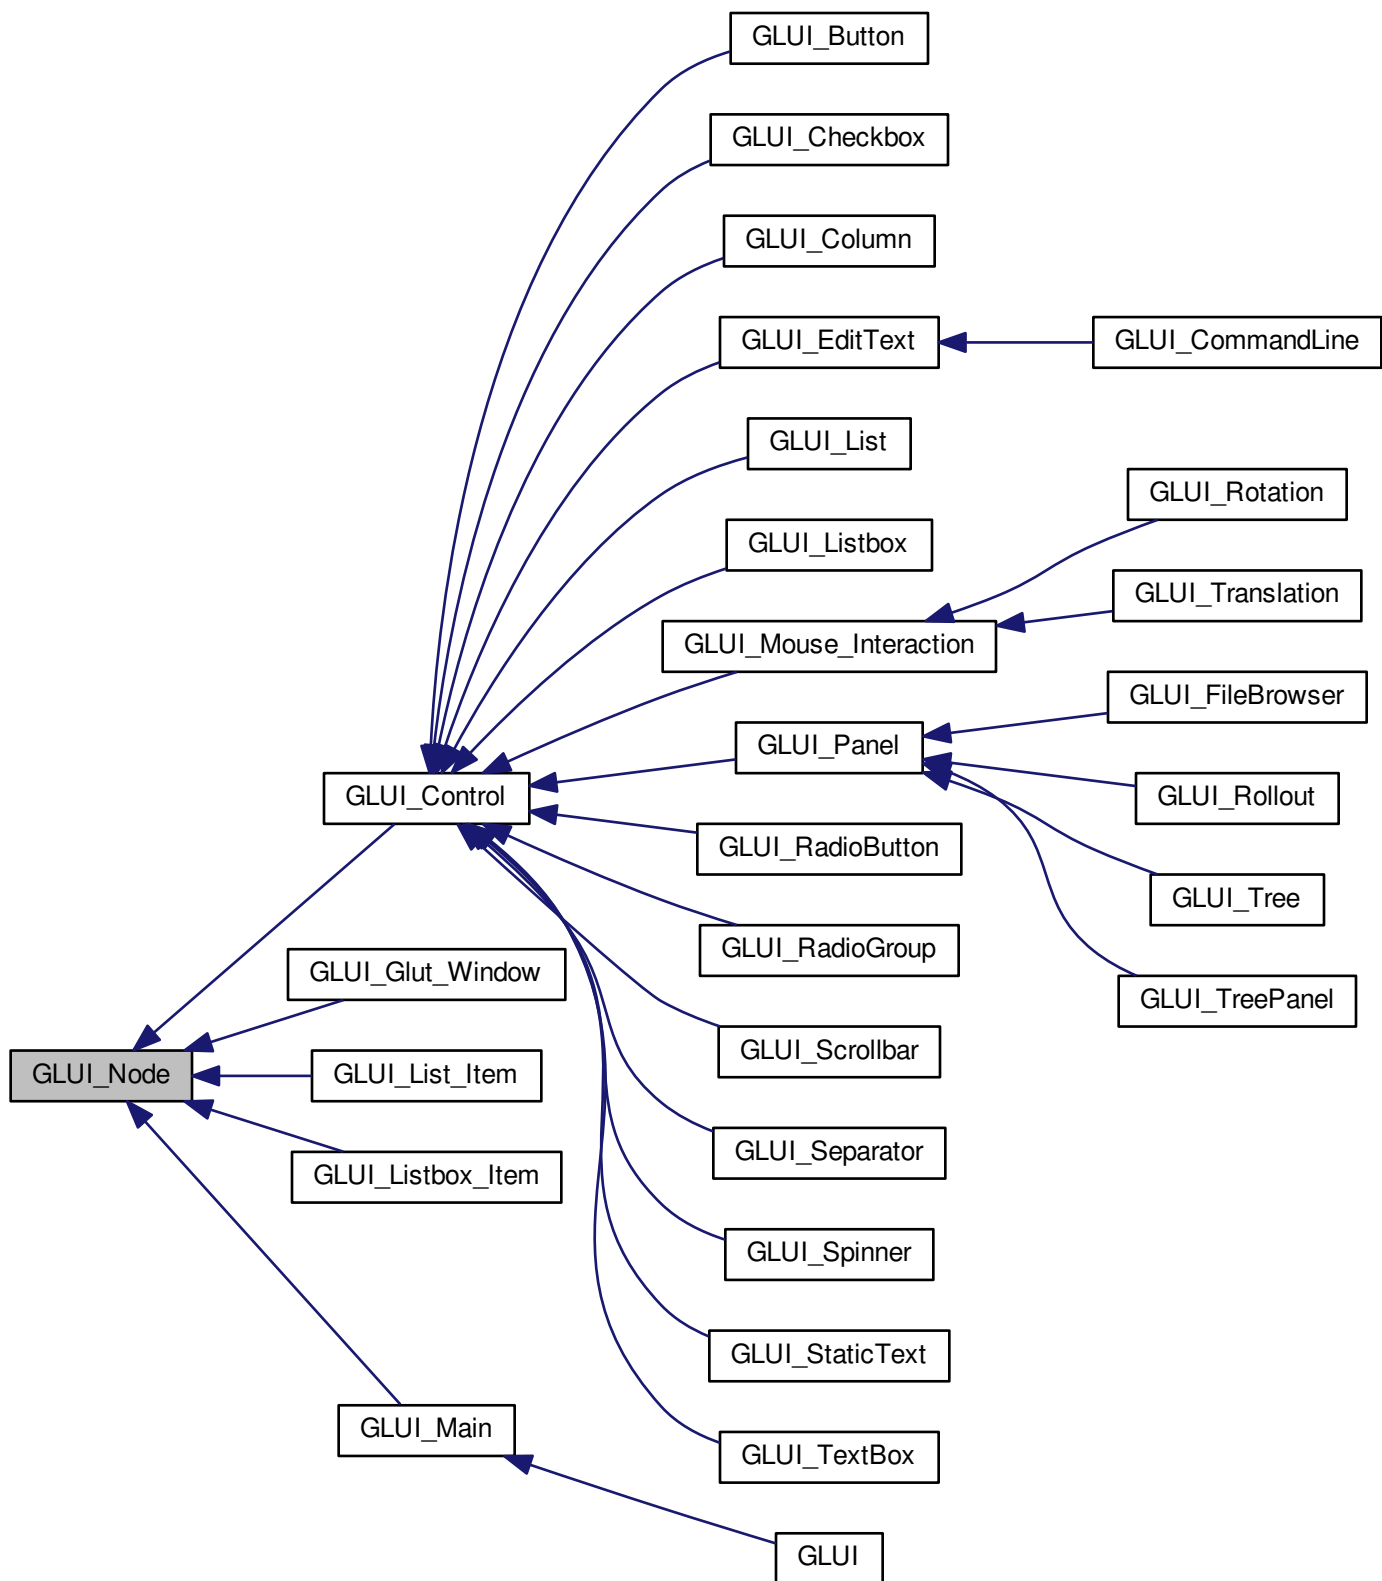 GLUI_Button
GLUI_Checkbox
GLUI_Column
GLUI_EditText
GLUI_CommandLine
GLUI_List
GLUI_Rotation
GLUI_Listbox
GLUI_Translation
GLUI_Mouse_Interaction
GLUI_FileBrowser
GLUI_Panel
GLUI_Control
GLUI_Rollout
GLUI_RadioButton
GLUI_Tree
GLUI_RadioGroup
GLUI_Glut_Window
GLUI_TreePanel
GLUI_Scrollbar
GLUI_Node
GLUI_List_Item
GLUI_Separator
GLUI_Listbox_Item
GLUI_Spinner
GLUI_StaticText
GLUI_Main
GLUI_TextBox
GLUI